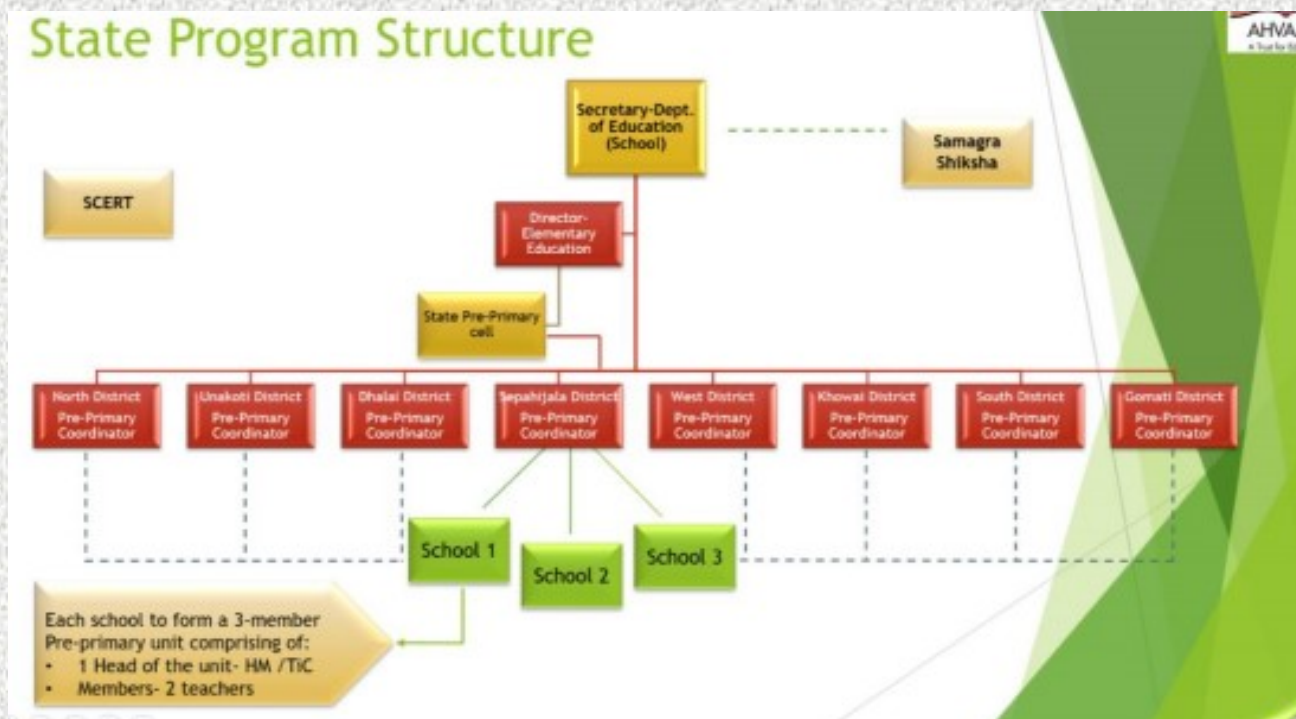 State Program Structure
AHVA
A Trust for Ed
Secretary-Dept.
of Education
(School)
Samagra
Shiksha
SCERT
Director-
Elementary
Education
State Pre-Primary
cell
North District
Pre-Primary
Coordinator
Unakoti District
Pre-Primary
Coordinator
Dhalai District
Pre-Primary
Coordinator
Sepahijala District
Pre-Primary
Coordinator
West District
Pre-Primary
Coordinator
Khowai District
Pre-Primary
Coordinator
South District
Pre-Primary
Coordinator
Gomati District
Pre-Primary
Coordinator
School 1
School 2
School 3
Each school to form a 3-member
Pre-primary unit comprising of:
• 1 Head of the unit- HM /TiC
• Members- 2 teachers